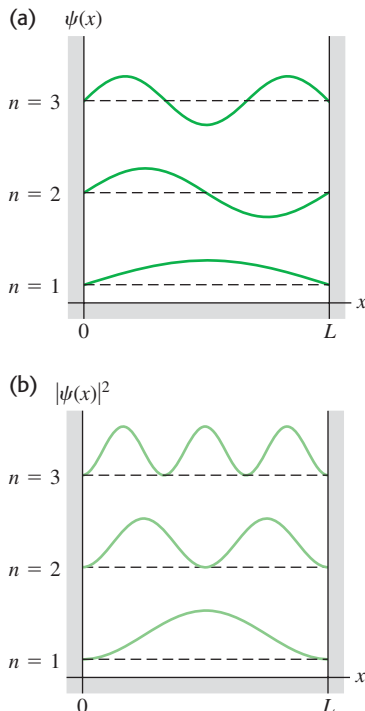 (a) ψ(x)
n = 3
n = 2
n = 1
x
0 L
(b) |ψ(x)|²
n = 3
n = 2
n = 1
x
0 L